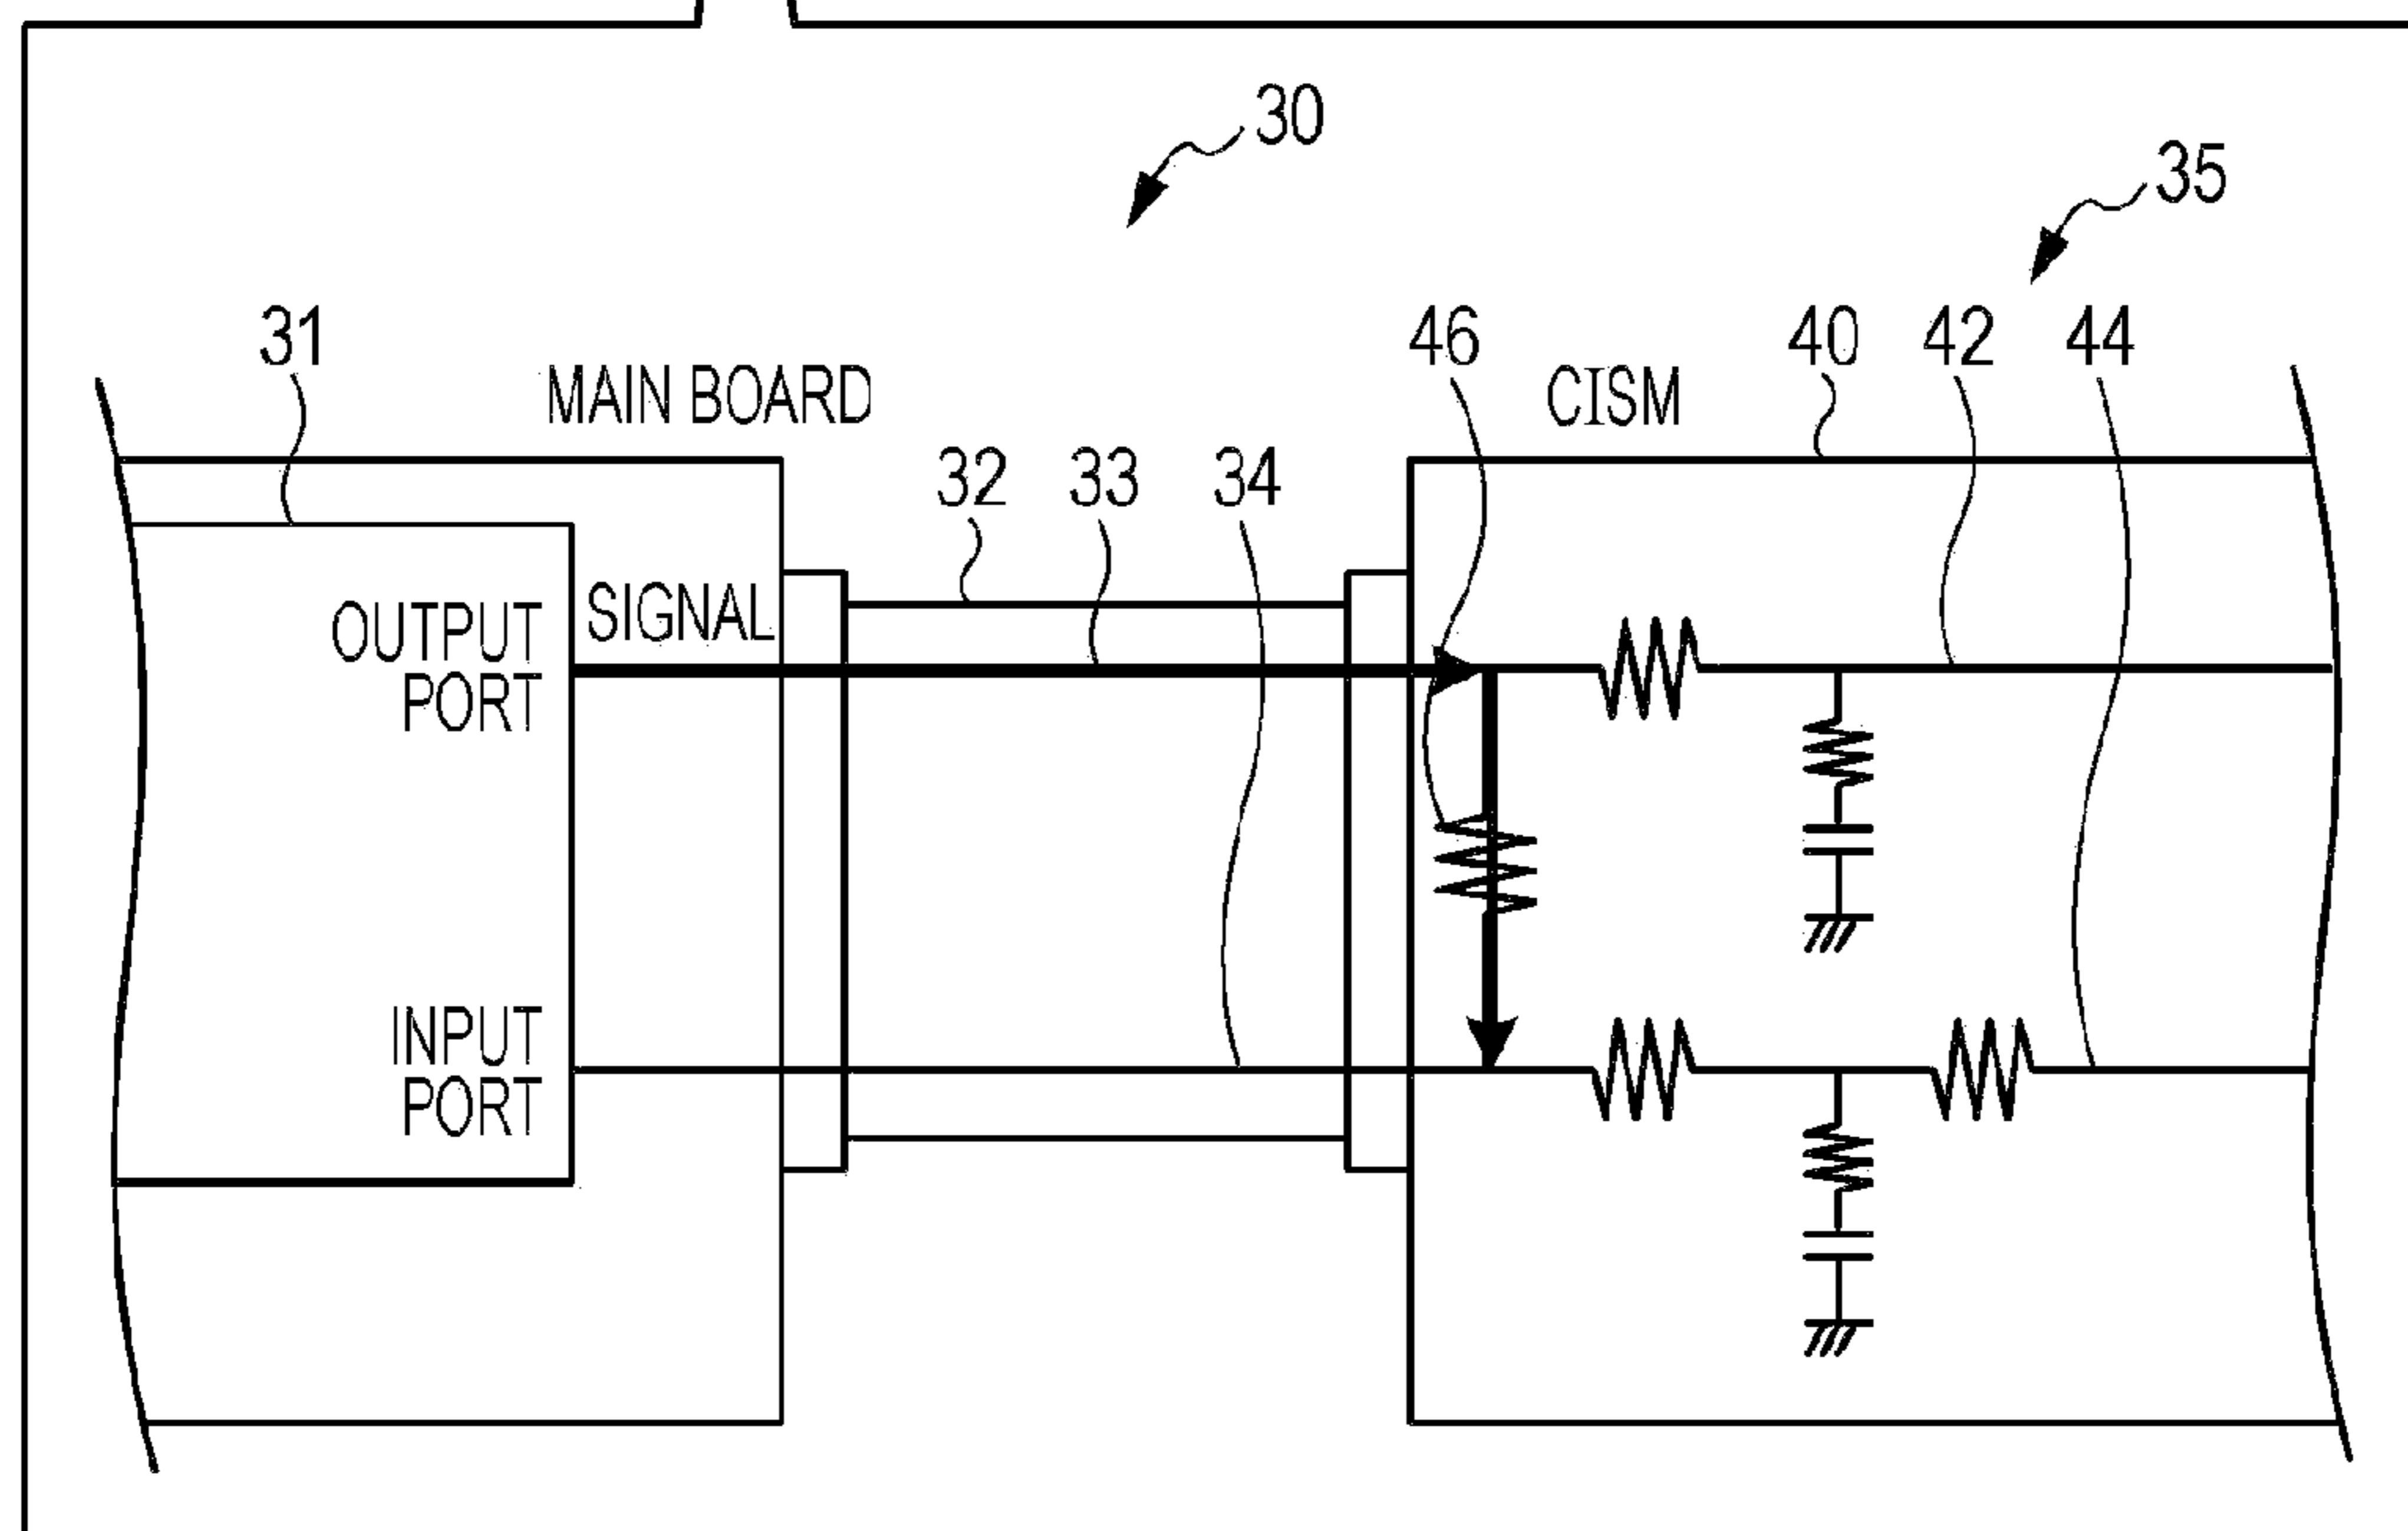 30
35
31
46
40
42
44
MAIN BOARD
CISM
32
33
34
OUTPUT
PORT
SIGNAL
INPUT
PORT